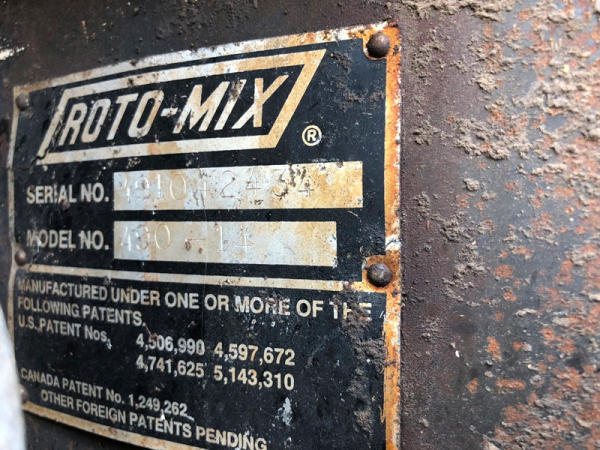 ROTO-MIX ®
SERIAL NO.
MODEL NO. 490-14
MANUFACTURED UNDER ONE OR MORE OF THE
FOLLOWING PATENTS.
U.S. PATENT Nos. 4,506,990 4,597,672
4,741,625 5,143,310
CANADA PATENT No. 1,249,262
OTHER FOREIGN PATENTS PENDING